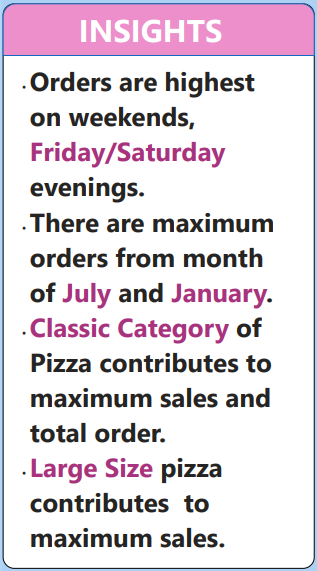 INSIGHTS
· Orders are highest
on weekends,
Friday/Saturday
evenings.
· There are maximum
orders from month
of July and January.
· Classic Category of
Pizza contributes to
maximum sales and
total order.
· Large Size pizza
contributes  to
maximum sales.